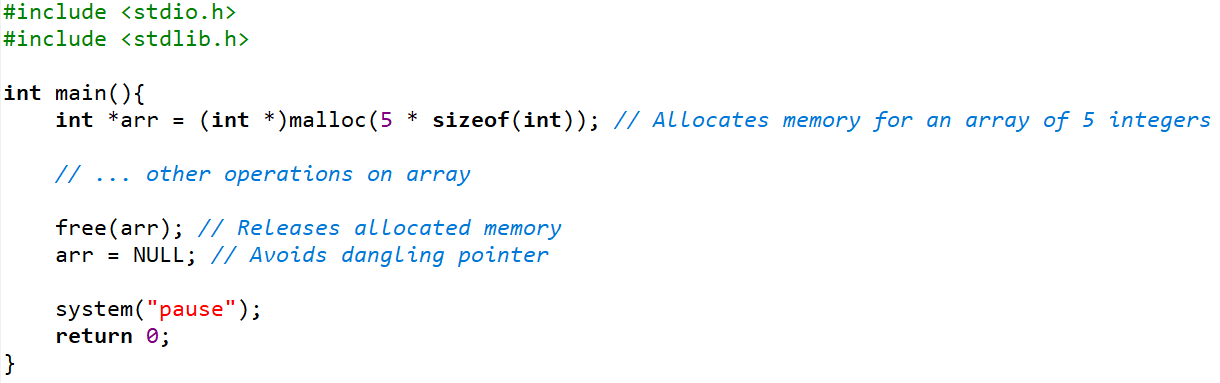 #include <stdio.h>
#include <stdlib.h>
int main(){
int *arr = (int *)malloc(5 * sizeof(int)); // Allocates memory for an array of 5 integers
// ... other operations on array
free(arr); // Releases allocated memory
arr = NULL; // Avoids dangling pointer
system("pause");
return 0;
}